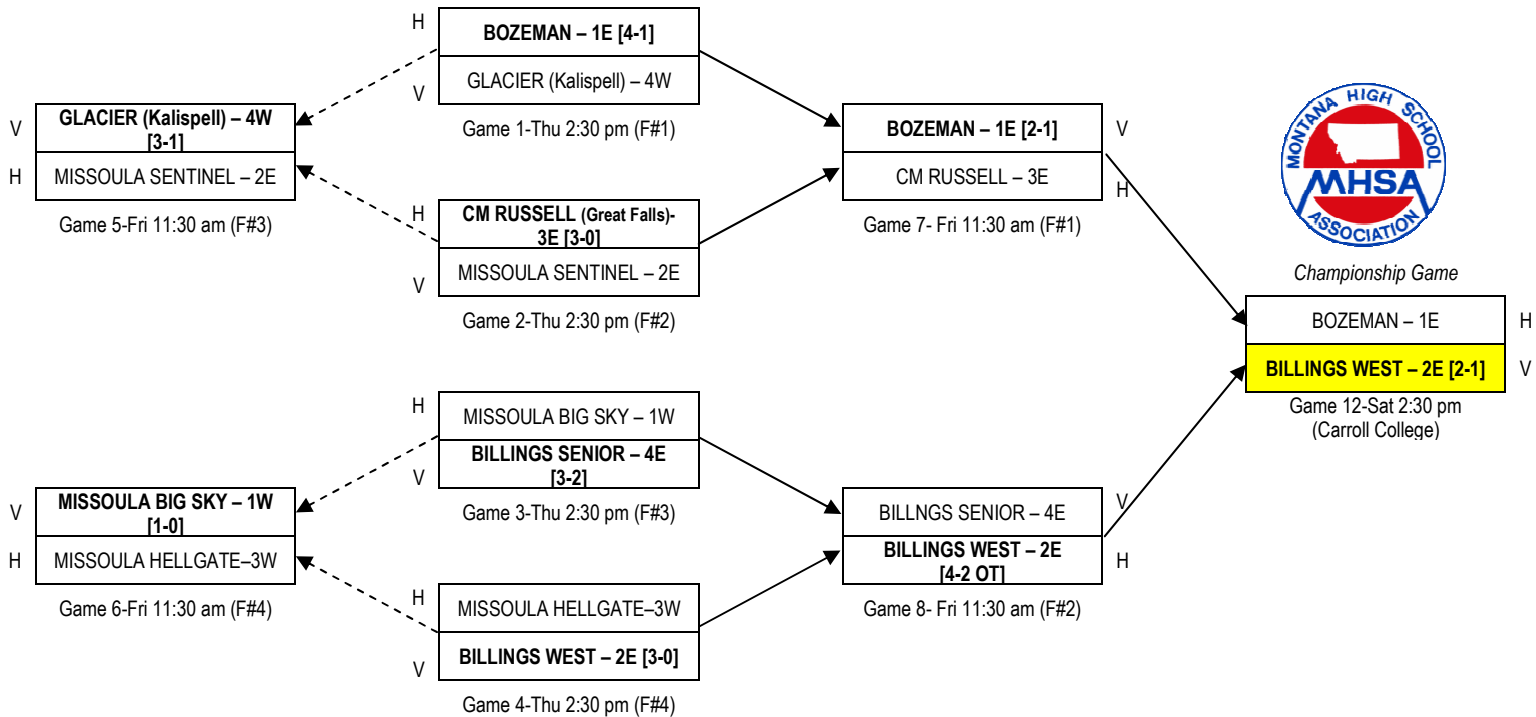 H
BOZEMAN – 1E [4-1]
V
GLACIER (Kalispell) – 4W
Game 1-Thu 2:30 pm (F#1)
V
GLACIER (Kalispell) – 4W
[3-1]
H
MISSOULA SENTINEL – 2E
Game 5-Fri 11:30 am (F#3)
H
CM RUSSELL (Great Falls)-
3E [3-0]
V
MISSOULA SENTINEL – 2E
Game 2-Thu 2:30 pm (F#2)
BOZEMAN – 1E [2-1]
V
CM RUSSELL – 3E
H
Game 7- Fri 11:30 am (F#1)
MONTANA HIGH SCHOOL
MHSA
ASSOCIATION
Championship Game
BOZEMAN – 1E
H
BILLINGS WEST – 2E [2-1]
V
Game 12-Sat 2:30 pm
(Carroll College)
H
MISSOULA BIG SKY – 1W
V
BILLINGS SENIOR – 4E
[3-2]
Game 3-Thu 2:30 pm (F#3)
V
MISSOULA BIG SKY – 1W
[1-0]
H
MISSOULA HELLGATE–3W
Game 6-Fri 11:30 am (F#4)
H
MISSOULA HELLGATE–3W
V
BILLINGS WEST – 2E [3-0]
Game 4-Thu 2:30 pm (F#4)
BILLNGS SENIOR – 4E
V
BILLINGS WEST – 2E
[4-2 OT]
H
Game 8- Fri 11:30 am (F#2)